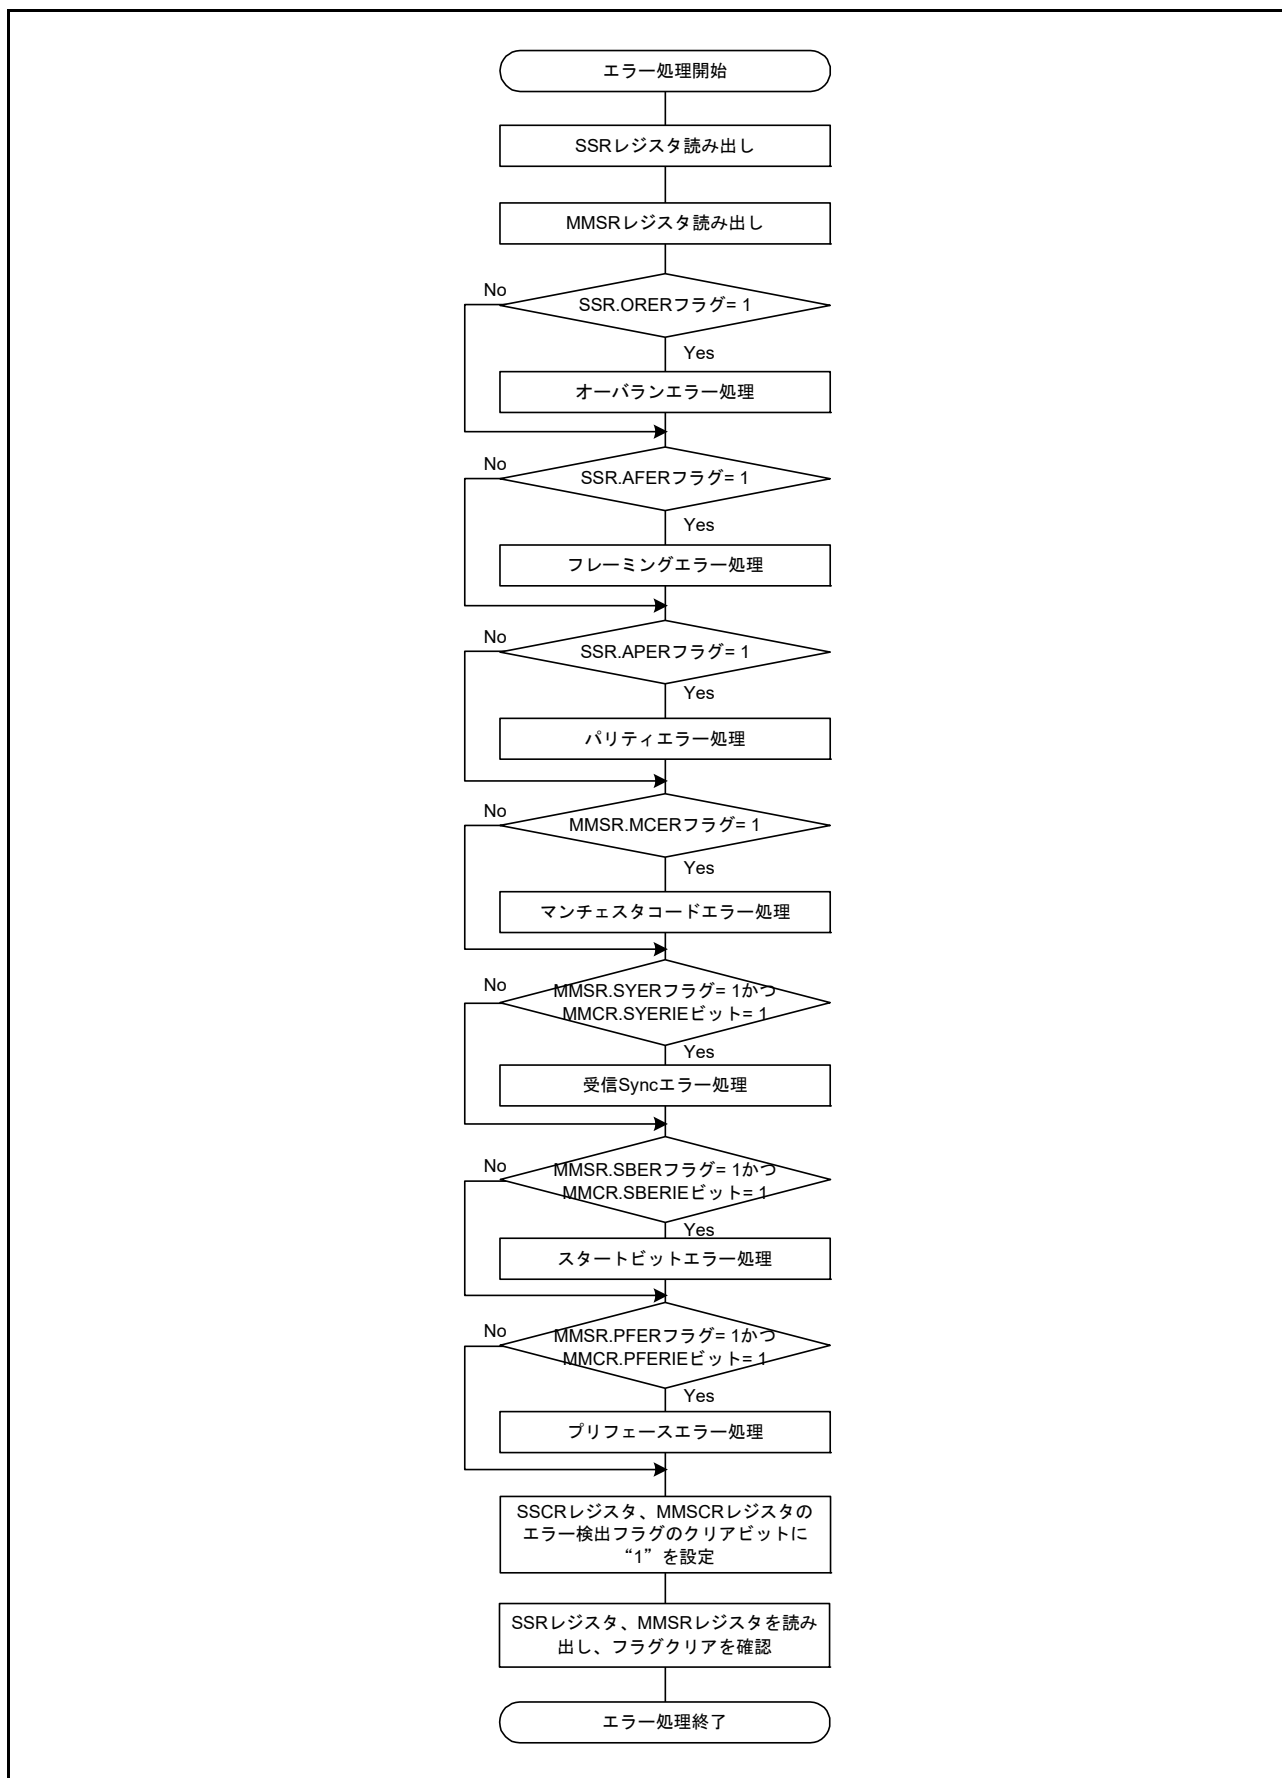 エラー処理開始
SSRレジスタ読み出し
MMSRレジスタ読み出し
No
SSR.ORERフラグ= 1
Yes
オーバランエラー処理
No
SSR.AFERフラグ= 1
Yes
フレーミングエラー処理
No
SSR.APERフラグ= 1
Yes
パリティエラー処理
No
MMSR.MCERフラグ= 1
Yes
マンチェスタコードエラー処理
No
MMSR.SYERフラグ= 1かつ
MMCR.SYERIEビット= 1
Yes
受信Syncエラー処理
No
MMSR.SBERフラグ= 1かつ
MMCR.SBERIEビット= 1
Yes
スタートビットエラー処理
No
MMSR.PFERフラグ= 1かつ
MMCR.PFERIEビット= 1
Yes
プリフェースエラー処理
SSCRレジスタ、MMSCRレジスタの
エラー検出フラグのクリアビットに
“1”を設定
SSRレジスタ、MMSRレジスタを読み
出し、フラグクリアを確認
エラー処理終了